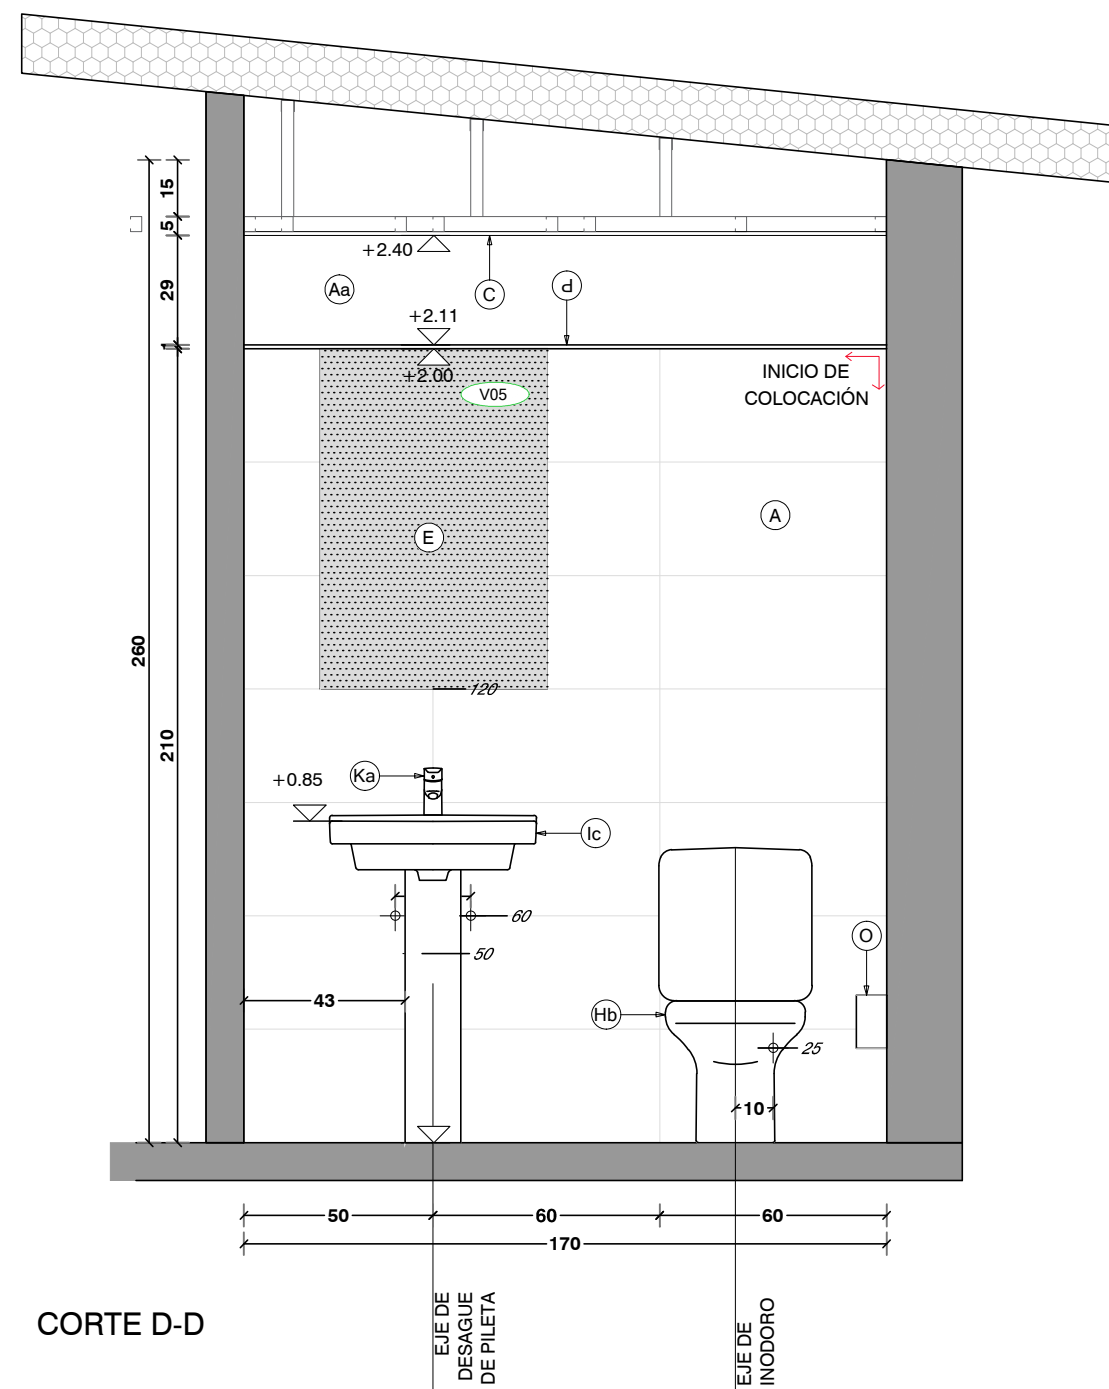 15
5
29
1
260
210
+2.40
Aa
C
P
+2.11
+2.00
V05
INICIO DE
COLOCACIÓN
A
E
120
+0.85
Ka
Ic
60
50
43
Hb
O
25
10
50
60
60
170
EJE DE
DESAGUE
DE PILETA
EJE DE
INODORO
CORTE D-D